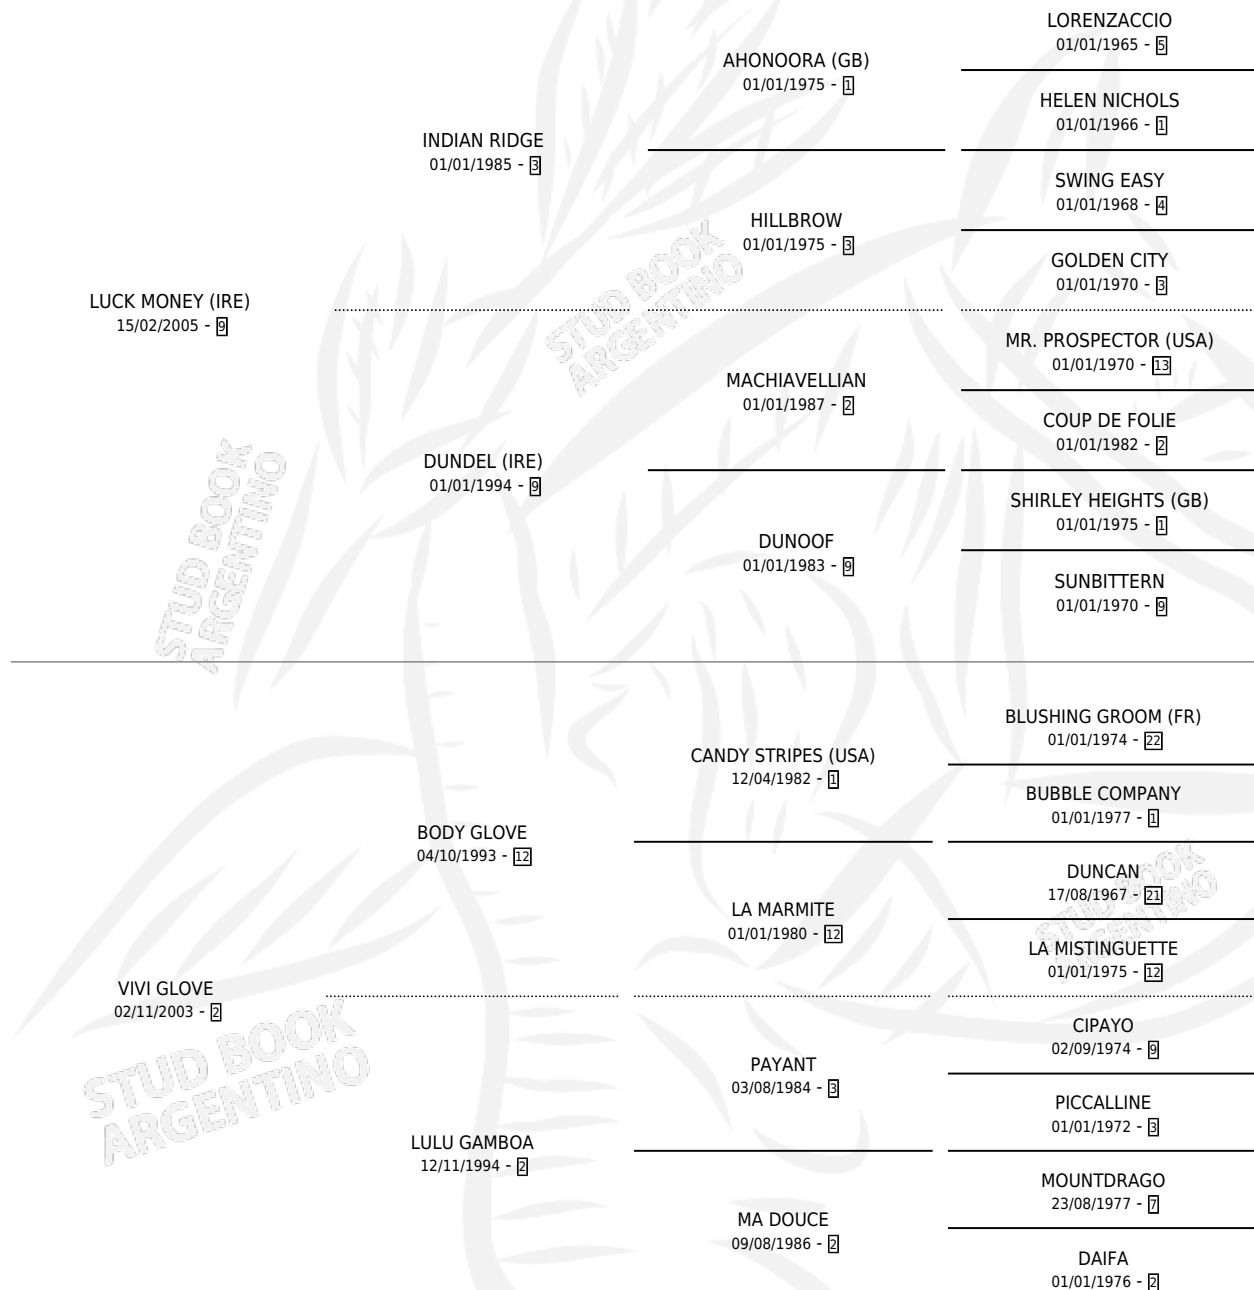 LORENZACCIO
01/01/1965 - 5
AHONOORA (GB)
01/01/1975 - 1
HELEN NICHOLS
01/01/1966 - 1
INDIAN RIDGE
01/01/1985 - 3
SWING EASY
01/01/1968 - 4
HILLBROW
01/01/1975 - 3
GOLDEN CITY
01/01/1970 - 3
LUCK MONEY (IRE)
15/02/2005 - 9
MR. PROSPECTOR (USA)
01/01/1970 - 13
MACHIAVELLIAN
01/01/1987 - 2
COUP DE FOLIE
01/01/1982 - 2
DUNDEL (IRE)
01/01/1994 - 9
SHIRLEY HEIGHTS (GB)
01/01/1975 - 1
DUNOOF
01/01/1983 - 9
SUNBITTERN
01/01/1970 - 9
BLUSHING GROOM (FR)
01/01/1974 - 22
CANDY STRIPES (USA)
12/04/1982 - 1
BUBBLE COMPANY
01/01/1977 - 1
BODY GLOVE
04/10/1993 - 12
DUNCAN
17/08/1967 - 21
LA MARMITE
01/01/1980 - 12
LA MISTINGUETTE
01/01/1975 - 12
VIVI GLOVE
02/11/2003 - 2
CIPAYO
02/09/1974 - 9
PAYANT
03/08/1984 - 3
PICCALLINE
01/01/1972 - 3
LULU GAMBOA
12/11/1994 - 2
MOUNTDRAGO
23/08/1977 - 7
MA DOUCE
09/08/1986 - 2
DAIFA
01/01/1976 - 2
STUD BOOK
ARGENTINO
STUD BOOK
ARGENTINO
STUD BOOK
ARGENTINO
STUD BOOK
ARGENTINO